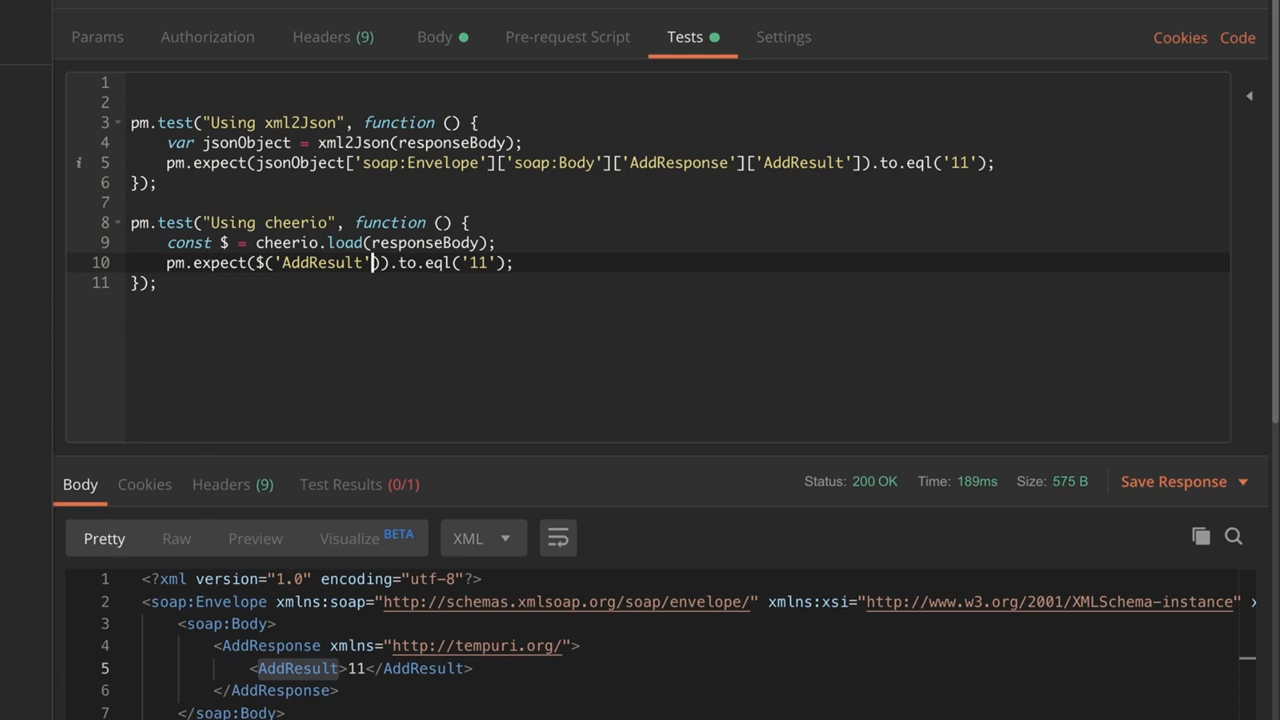 Params Authorization Headers (9) Body Pre-request Script Tests Settings Cookies Code
1
2
3 pm.test("Using xml2Json", function () {
4 var jsonObject = xml2Json(responseBody);
5 pm.expect(jsonObject['soap:Envelope']['soap:Body']['AddResponse']['AddResult']).to.eql('11');
6 });
7
8 pm.test("Using cheerio", function () {
9 const $ = cheerio.load(responseBody);
10 pm.expect($('AddResult')).to.eql('11');
11 });
Body Cookies Headers (9) Test Results (0/1) Status: 200 OK Time: 189ms Size: 575 B Save Response
Pretty Raw Preview Visualize BETA XML
1 <?xml version="1.0" encoding="utf-8"?>
2 <soap:Envelope xmlns:soap="http://schemas.xmlsoap.org/soap/envelope/" xmlns:xsi="http://www.w3.org/2001/XMLSchema-instance"
3 <soap:Body>
4 <AddResponse xmlns="http://tempuri.org/">
5 <AddResult>11</AddResult>
6 </AddResponse>
7 </soap:Body>